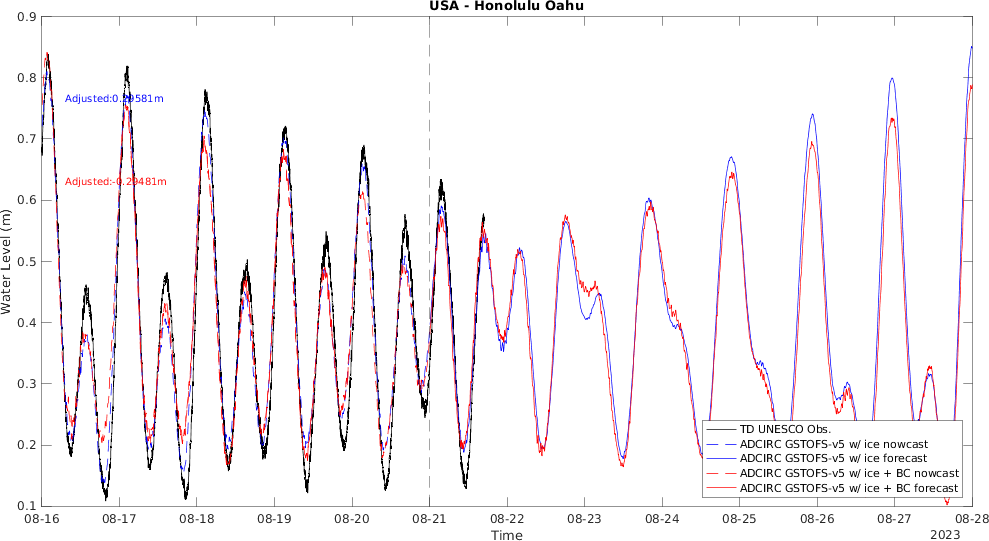 USA - Honolulu Oahu
0.9
0.8
0.7
0.6
0.5
0.4
0.3
0.2
0.1
Water Level (m)
Adjusted:0.29581m
Adjusted:-0.29481m
TD UNESCO Obs.
ADCIRC GSTOFS-v5 w/ ice nowcast
ADCIRC GSTOFS-v5 w/ ice forecast
ADCIRC GSTOFS-v5 w/ ice + BC nowcast
ADCIRC GSTOFS-v5 w/ ice + BC forecast
08-16 08-17 08-18 08-19 08-20 08-21 08-22 08-23 08-24 08-25 08-26 08-27 08-28
Time
2023